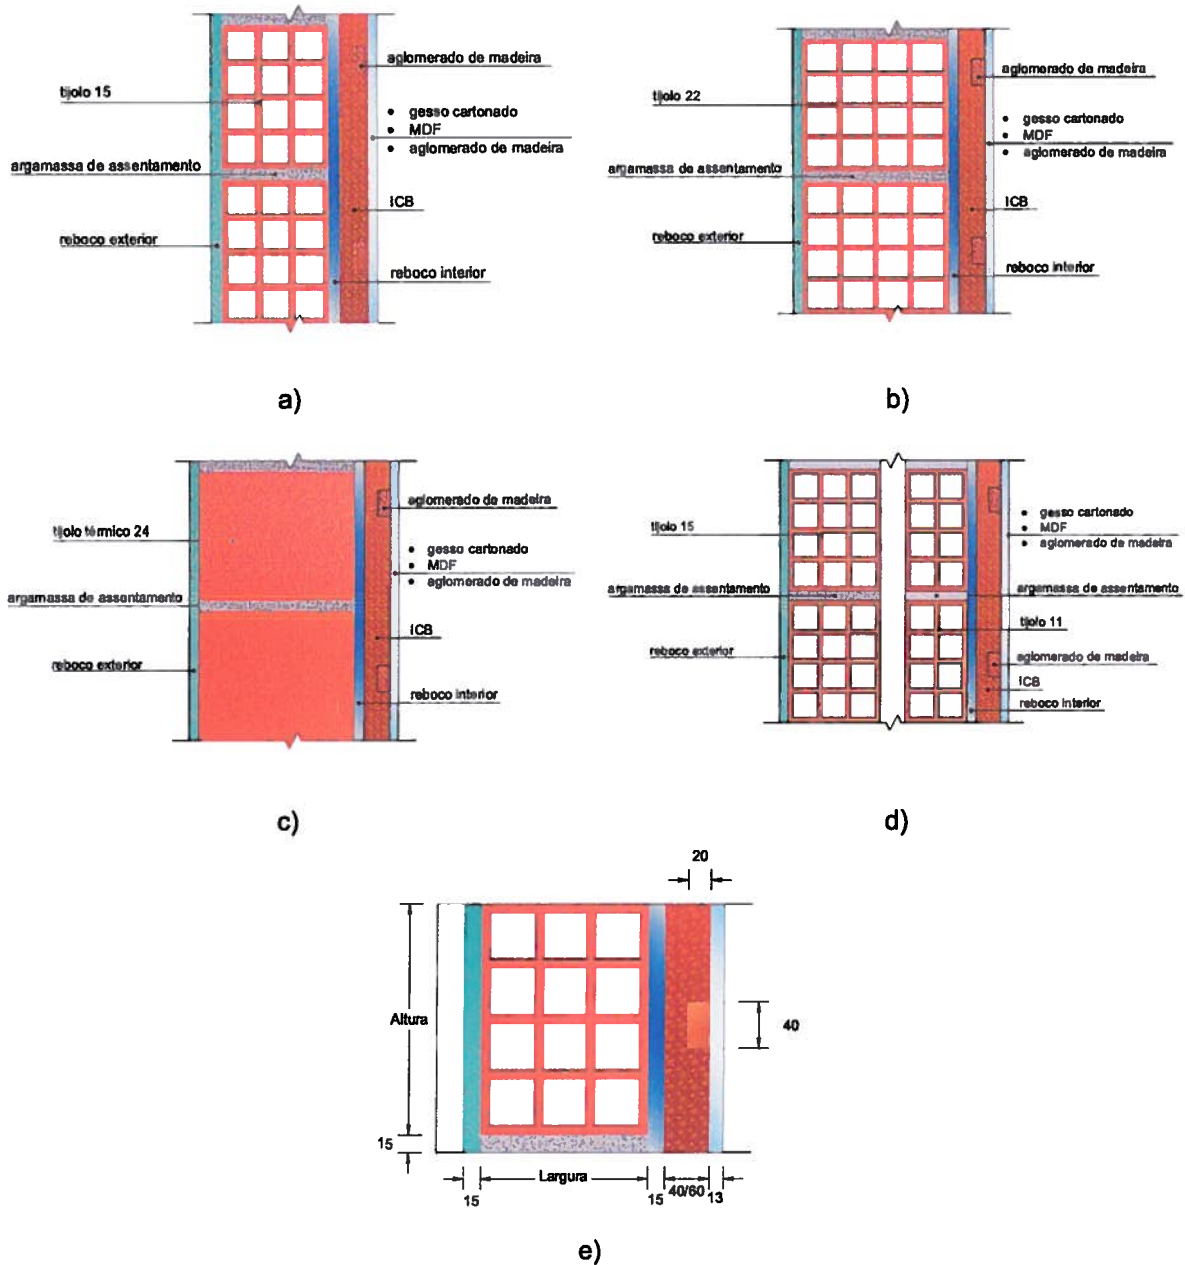 aglomerado de madeira
tijolo 15
• gesso cartonado
• MDF
• aglomerado de madeira
argamassa de assentamento
ICB
reboco exterior
reboco interior
a)
aglomerado de madeira
tijolo 22
• gesso cartonado
• MDF
• aglomerado de madeira
argamassa de assentamento
ICB
reboco exterior
reboco interior
b)
aglomerado de madeira
tijolo térmico 24
• gesso cartonado
• MDF
• aglomerado de madeira
argamassa de assentamento
ICB
reboco exterior
reboco interior
c)
tijolo 15
• gesso cartonado
• MDF
• aglomerado de madeira
argamassa de assentamento
argamassa de assentamento
tijolo 11
reboco exterior
aglomerado de madeira
ICB
reboco interior
d)
20
Altura
40
15
15
Largura
15
40/60
13
e)